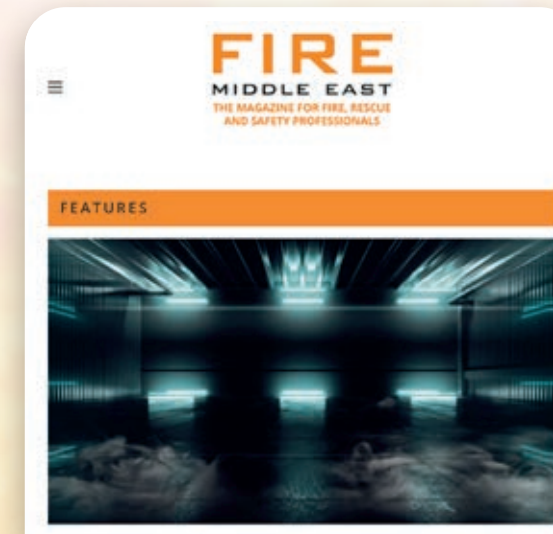 FIRE
MIDDLE EAST
THE MAGAZINE FOR FIRE, RESCUE
AND SAFETY PROFESSIONALS
FEATURES